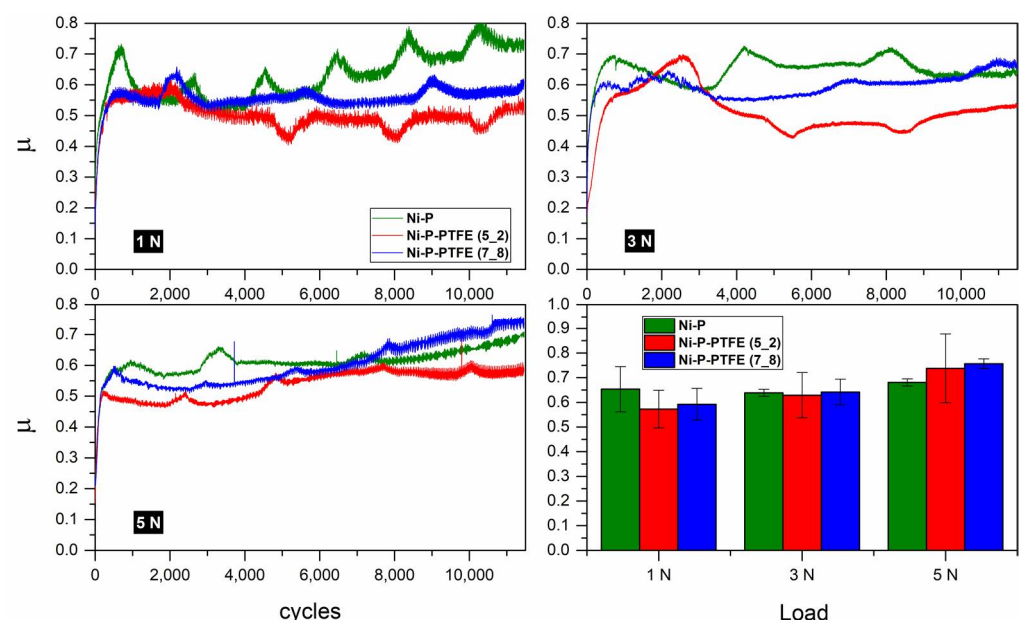 0.8
0.7
0.6
0.5
0.4
0.3
0.2
0.1
0.0
μ
1 N
Ni-P
Ni-P-PTFE (5_2)
Ni-P-PTFE (7_8)
0 2,000 4,000 6,000 8,000 10,000
0.8
0.7
0.6
0.5
0.4
0.3
0.2
0.1
0.0
3 N
0 2,000 4,000 6,000 8,000 10,000
0.8
0.7
0.6
0.5
0.4
0.3
0.2
0.1
0.0
μ
5 N
0 2,000 4,000 6,000 8,000 10,000
cycles
1.0
0.9
0.8
0.7
0.6
0.5
0.4
0.3
0.2
0.1
0.0
Ni-P
Ni-P-PTFE (5_2)
Ni-P-PTFE (7_8)
1 N 3 N 5 N
Load